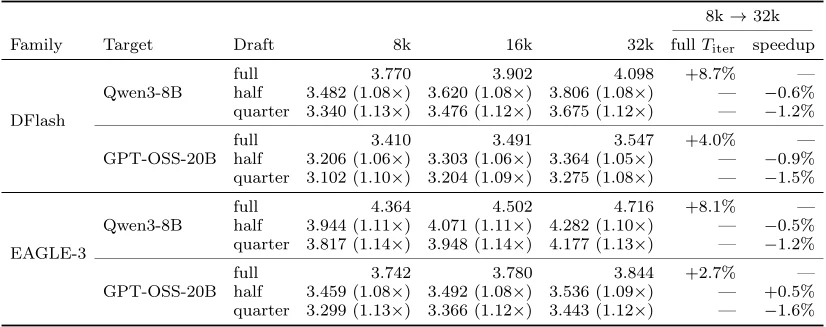 8k → 32k
Family Target Draft 8k 16k 32k full T_iter speedup
full 3.770 3.902 4.098 +8.7% —
Qwen3-8B half 3.482 (1.08×) 3.620 (1.08×) 3.806 (1.08×) — −0.6%
quarter 3.340 (1.13×) 3.476 (1.12×) 3.675 (1.12×) — −1.2%
DFlash
full 3.410 3.491 3.547 +4.0% —
GPT-OSS-20B half 3.206 (1.06×) 3.303 (1.06×) 3.364 (1.05×) — −0.9%
quarter 3.102 (1.10×) 3.204 (1.09×) 3.275 (1.08×) — −1.5%
full 4.364 4.502 4.716 +8.1% —
Qwen3-8B half 3.944 (1.11×) 4.071 (1.11×) 4.282 (1.10×) — −0.5%
quarter 3.817 (1.14×) 3.948 (1.14×) 4.177 (1.13×) — −1.2%
EAGLE-3
full 3.742 3.780 3.844 +2.7% —
GPT-OSS-20B half 3.459 (1.08×) 3.492 (1.08×) 3.536 (1.09×) — +0.5%
quarter 3.299 (1.13×) 3.366 (1.12×) 3.443 (1.12×) — −1.6%